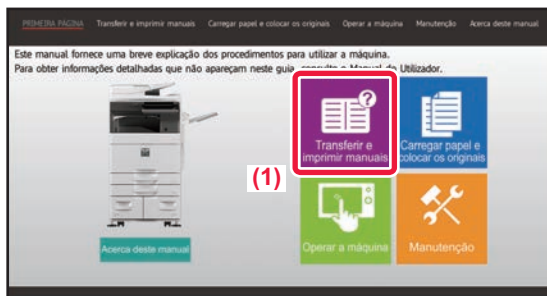 PRIMEIRA PÁGINA Transferir e imprimir manuais Carregar papel e colocar os originais Operar a máquina Manutenção Acerca deste manual
Este manual fornece uma breve explicação dos procedimentos para utilizar a máquina.
Para obter informações detalhadas que não apareçam neste guia, consulte o Manual do Utilizador.
?
Transferir e
imprimir manuais
Carregar papel e
colocar os originais
(1)
Acerca deste manual
Operar a máquina
Manutenção